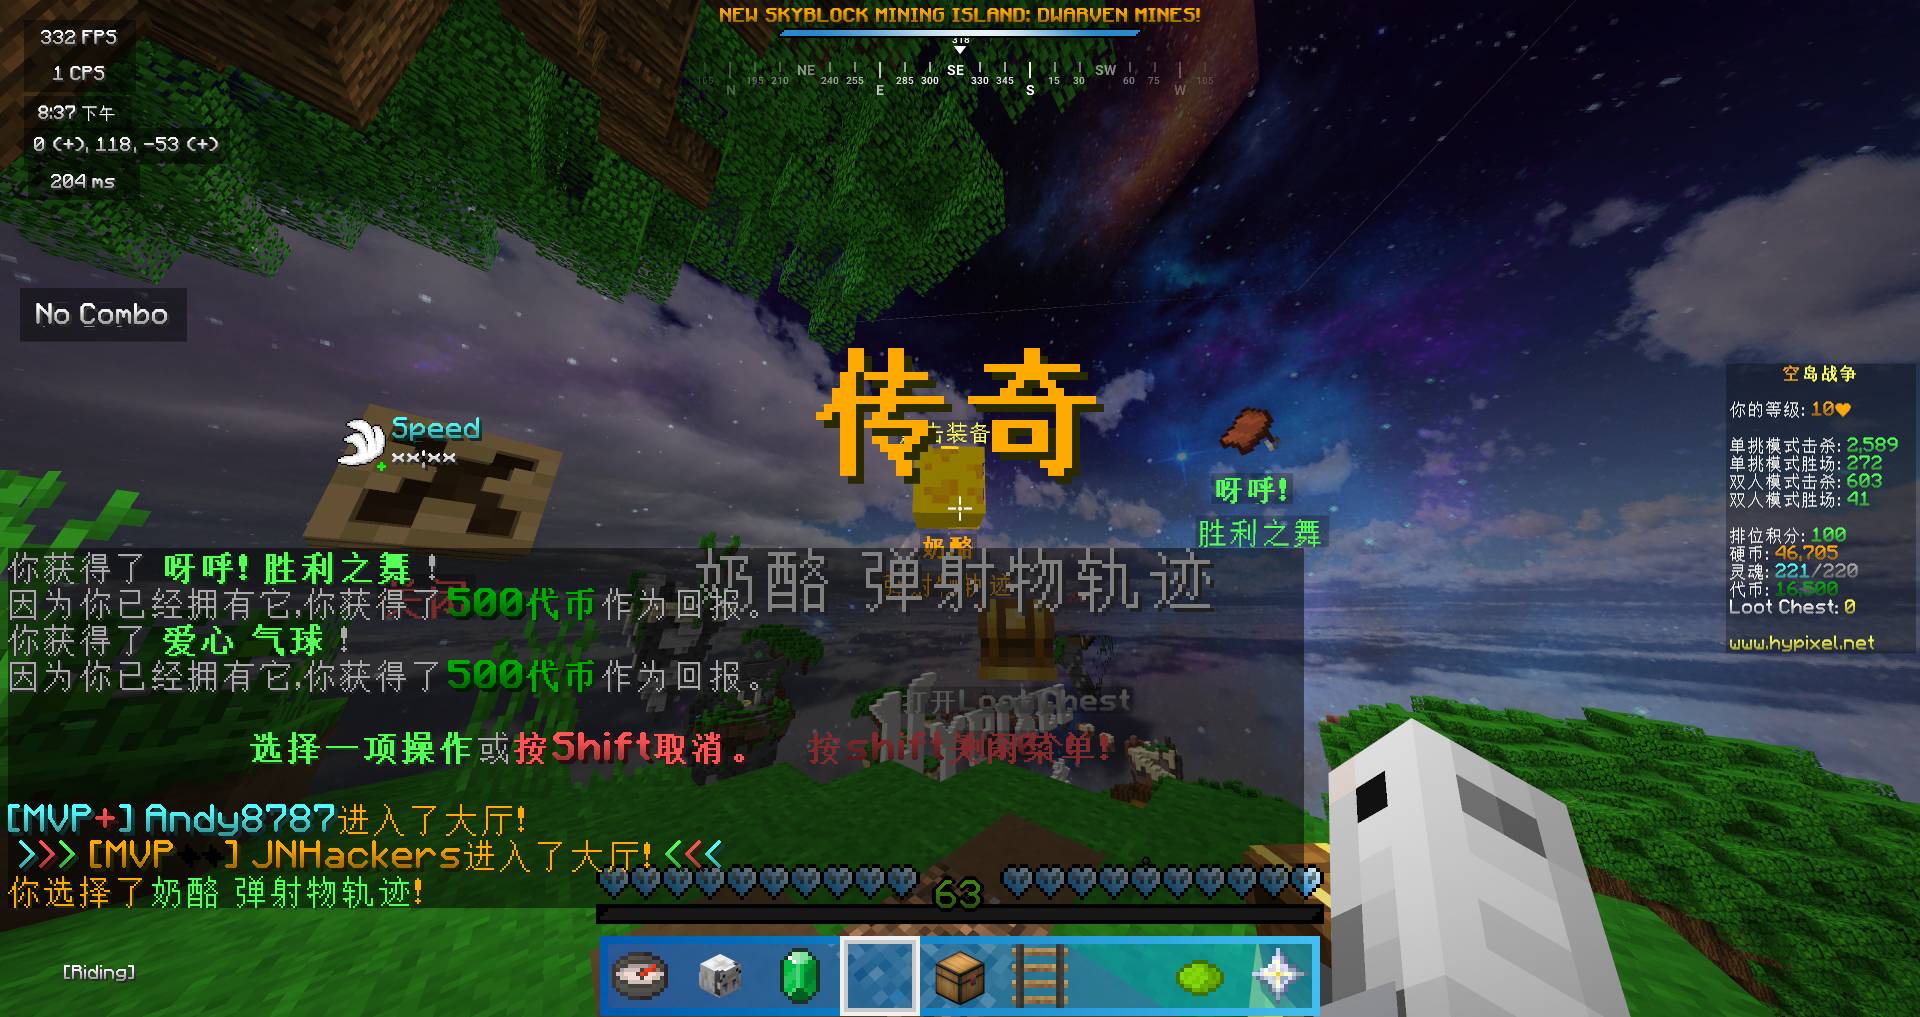 NEW SKYBLOCK MINING ISLAND: DWARVEN MINES!
318
165 N 195 210 NE 240 255 E 285 300 SE 330 345 S 15 30 SW 60 75 W 105
332 FPS
1 CPS
8:37 下午
0 (+), 118, -53 (+)
204 ms
No Combo
Speed
xx:xx
传奇
击装备
奶酪
奶酪 弹射物轨迹
呀呼!
胜利之舞
打开Loot Chest
空岛战争
你的等级: 10
单挑模式击杀: 2,589
单挑模式胜场: 272
双人模式击杀: 603
双人模式胜场: 41
排位积分: 100
硬币: 46,705
灵魂: 221/220
代币: 16,500
Loot Chest: 0
www.hypixel.net
你获得了 呀呼! 胜利之舞 !
因为你已经拥有它,你获得了500代币作为回报。
你获得了 爱心 气球 !
因为你已经拥有它,你获得了500代币作为回报。
选择一项操作或按Shift取消。
[MVP+] Andy8787进入了大厅!
>>> [MVP++] JNHackers进入了大厅! <<<
你选择了奶酪 弹射物轨迹!
63
[Riding]